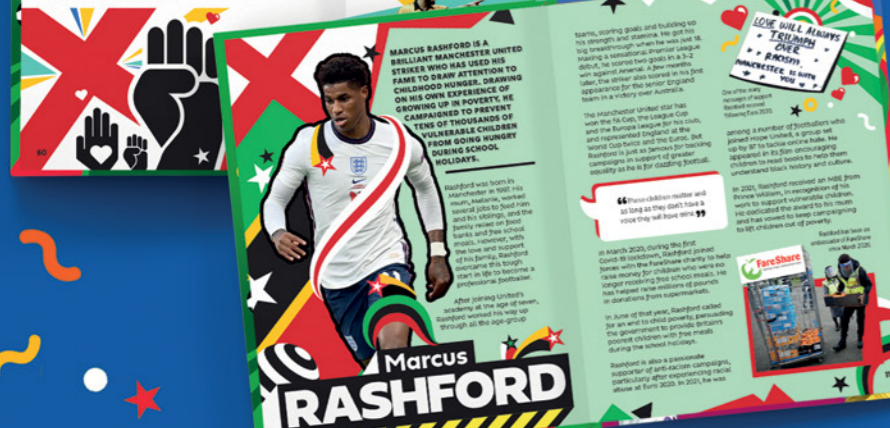 60
MARCUS RASHFORD IS A
BRILLIANT MANCHESTER UNITED
STRIKER WHO HAS USED HIS
FAME TO DRAW ATTENTION TO
CHILDHOOD HUNGER. DRAWING
ON HIS OWN EXPERIENCE OF
GROWING UP IN POVERTY, HE
CAMPAIGNED TO PREVENT
TENS OF THOUSANDS OF
VULNERABLE CHILDREN
FROM GOING HUNGRY
DURING SCHOOL
HOLIDAYS.
Rashford was born in
Manchester in 1997. His
mum, Melanie, worked
several jobs to feed him
and his siblings, and the
family relied on food
banks and free school
meals. However, with
the love and support
of his family, Rashford
overcame this tough
start in life to become a
professional footballer.
After joining United's
academy at the age of seven,
Rashford worked his way up
through all the age-group
Marcus
RASHFORD
teams, scoring goals and building up
his strength and stamina. He got his
big breakthrough when he was just 18.
Making a sensational Premier League
debut, he scored two goals in a 3-2
win against Arsenal. A few months
later, the striker also scored in his first
appearance for the senior England
team in a victory over Australia.
The Manchester United star has
won the FA Cup, the League Cup
and the Europa League for his club,
and represented England at the
World Cup twice and the Euros, but
Rashford is just as famous for backing
campaigns in support of greater
equality as he is for dazzling football.
“These children matter and
as long as they don't have a
voice they will have mine.”
In March 2020, during the first
Covid-19 lockdown, Rashford joined
forces with the FareShare charity to help
raise money for children who were no
longer receiving free school meals. He
has helped raise millions of pounds
in donations from supermarkets.
In June of that year, Rashford called
for an end to child poverty, persuading
the government to provide Britain's
poorest children with free meals
during the school holidays.
Rashford is also a passionate
supporter of anti-racism campaigns,
particularly after experiencing racial
abuse at Euro 2020. In 2021, he was
LOVE WILL ALWAYS
TRIUMPH
OVER
RACISM.
MANCHESTER IS WITH
YOU
One of the many
messages of support
Rashford received
following Euro 2020.
among a number of footballers who
joined Hope United, a group set
up by BT to tackle online hate. He
appeared in its film encouraging
children to read books to help them
understand black history and culture.
In 2021, Rashford received an MBE from
Prince William, in recognition of his
work to support vulnerable children.
He dedicated the award to his mum
and has vowed to keep campaigning
to lift children out of poverty.
Rashford has been an
ambassador of FareShare
since March 2020.
FareShare